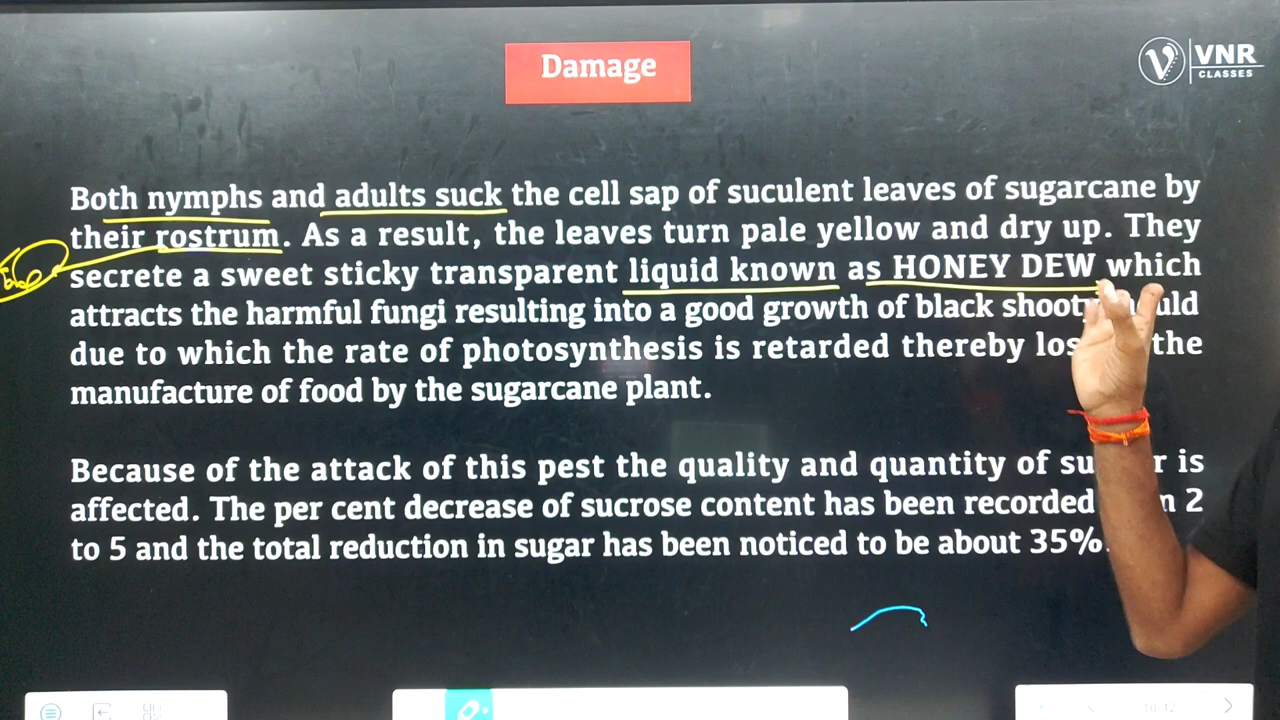 Damage
VNR
CLASSES
Both nymphs and adults suck the cell sap of suculent leaves of sugarcane by
their rostrum. As a result, the leaves turn pale yellow and dry up. They
secrete a sweet sticky transparent liquid known as HONEY DEW which
attracts the harmful fungi resulting into a good growth of black
due to which the rate of photosynthesis is retarded thereby the
manufacture of food by the sugarcane plant.
Because of the attack of this pest the quality and quantity of is
affected. The per cent decrease of sucrose content has been recorded 2
to 5 and the total reduction in sugar has been noticed to be about 35%.